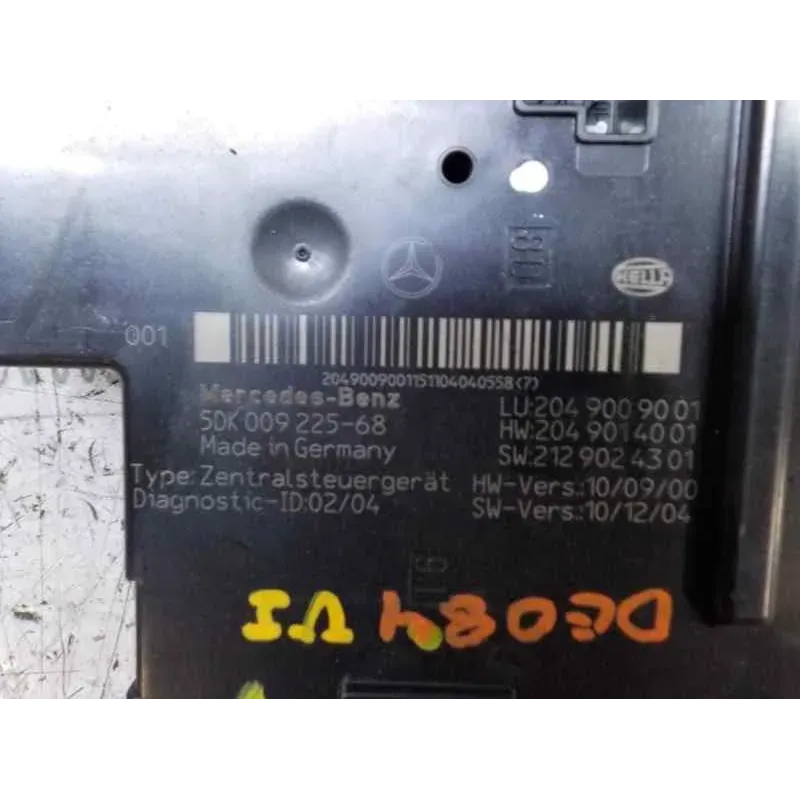 HELLA
001
2049009001151104040558(7)
Mercedes-Benz
5DK 009 225-68
Made in Germany
Type: Zentralsteuergerät
Diagnostic-ID:02/04
LU:204 900 90 01
HW:204 901 40 01
SW:212 902 43 01
HW-Vers.:10/09/00
SW-Vers.:10/12/04